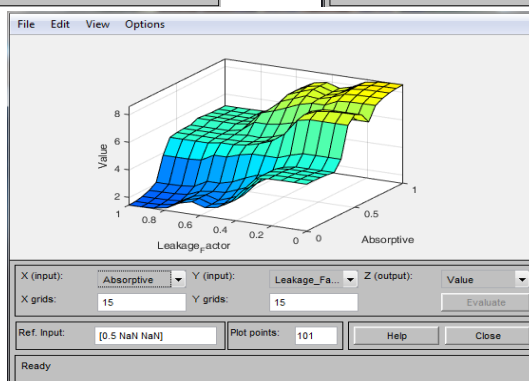 File Edit View Options
8
6
4
2
Value
1
0.8
0.6
0.4
0.2
0
Leakage_Factor
0
0.5
1
Absorptive
X (input): Absorptive Y (input): Leakage_Fa... Z (output): Value
X grids: 15 Y grids: 15 Evaluate
Ref. Input: [0.5 NaN NaN] Plot points: 101 Help Close
Ready